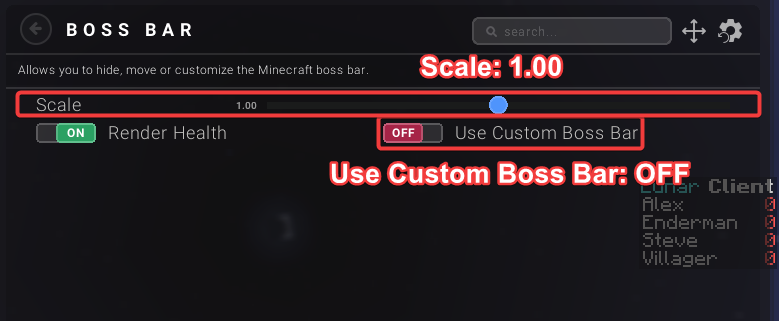 BOSS BAR
search...
Allows you to hide, move or customize the Minecraft boss bar.
Scale: 1.00
Scale 1.00
ON Render Health OFF Use Custom Boss Bar
Use Custom Boss Bar: OFF
Lunar Client
Alex 0
Enderman 0
Steve 0
Villager 0